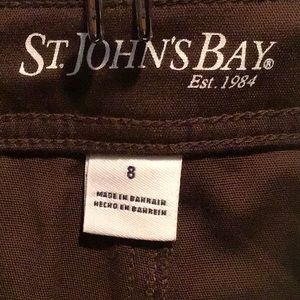 ST. JOHN'S BAY®
Est. 1984
8
MADE IN BAHRAIN
HECHO EN BAHREIN